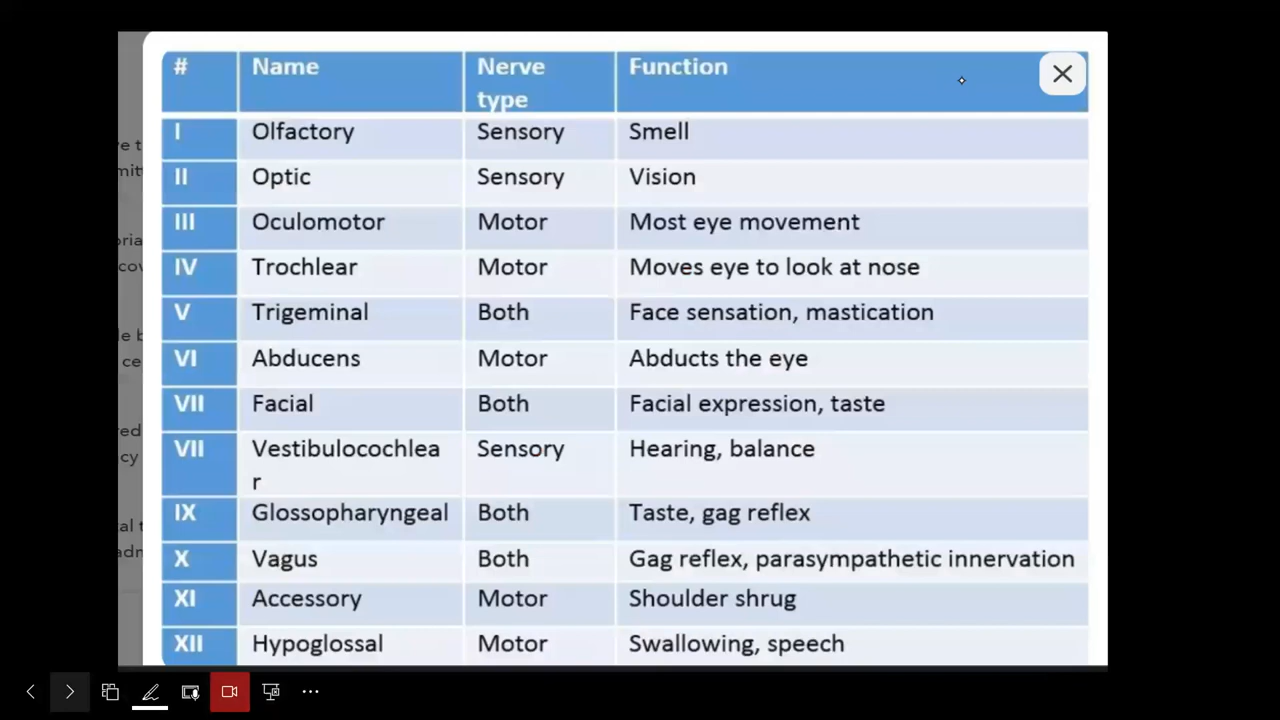 # Name Nerve type Function
I Olfactory Sensory Smell
II Optic Sensory Vision
III Oculomotor Motor Most eye movement
IV Trochlear Motor Moves eye to look at nose
V Trigeminal Both Face sensation, mastication
VI Abducens Motor Abducts the eye
VII Facial Both Facial expression, taste
VII Vestibulocochlear Sensory Hearing, balance
IX Glossopharyngeal Both Taste, gag reflex
X Vagus Both Gag reflex, parasympathetic innervation
XI Accessory Motor Shoulder shrug
XII Hypoglossal Motor Swallowing, speech